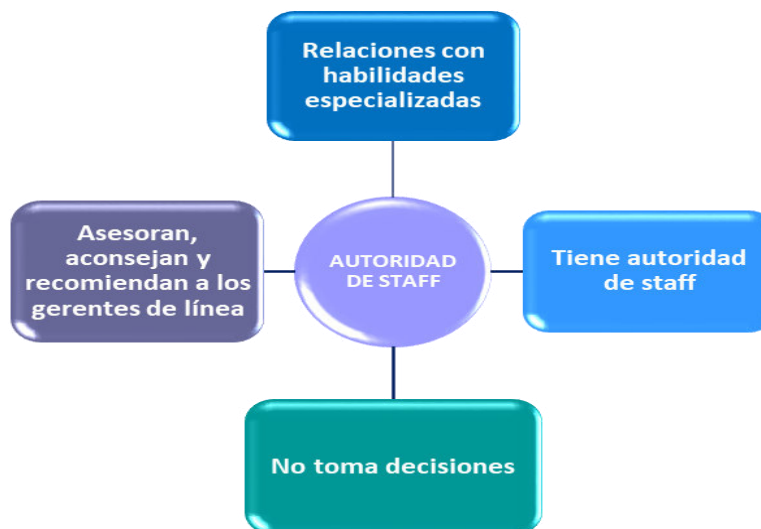 Relaciones con
habilidades
especializadas
Asesoran,
aconsejan y
recomiendan a los
gerentes de línea
AUTORIDAD
DE STAFF
Tiene autoridad
de staff
No toma decisiones